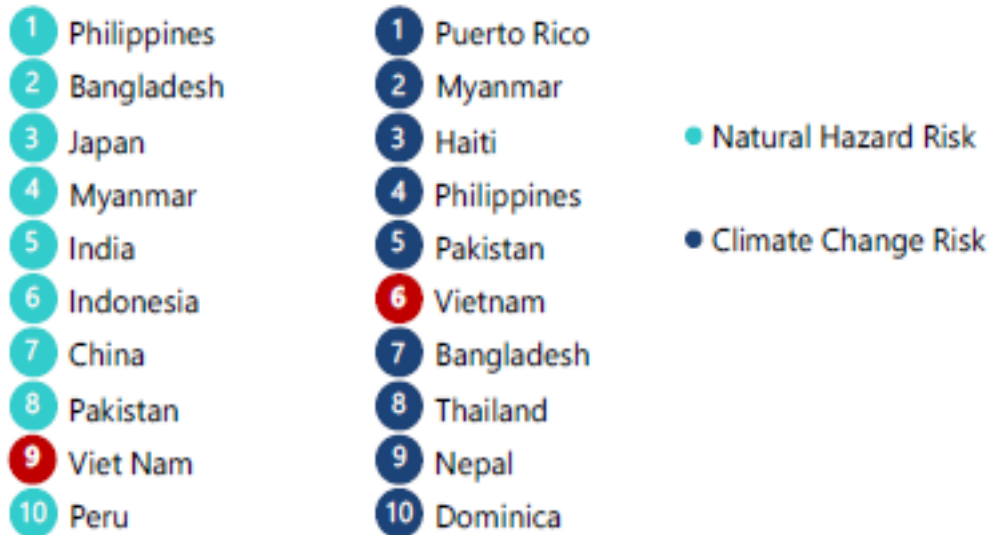 1 Philippines
2 Bangladesh
3 Japan
4 Myanmar
5 India
6 Indonesia
7 China
8 Pakistan
9 Viet Nam
10 Peru
1 Puerto Rico
2 Myanmar
3 Haiti
4 Philippines
5 Pakistan
6 Vietnam
7 Bangladesh
8 Thailand
9 Nepal
10 Dominica
Natural Hazard Risk
Climate Change Risk